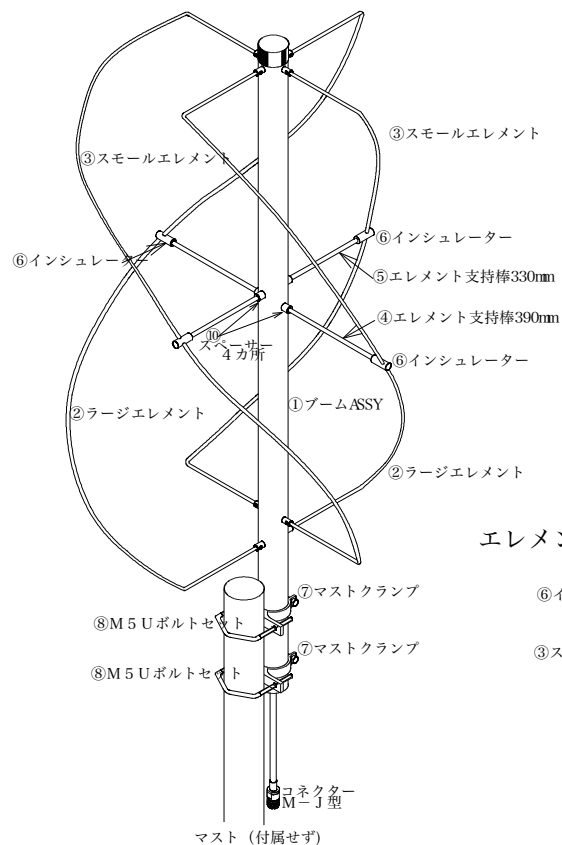 ③スモールエレメント
③スモールエレメント
⑥インシュレーター
⑥インシュレーター
⑤エレメント支持棒330mm
④エレメント支持棒390mm
⑩
スペーサー
4カ所
⑥インシュレーター
①ブームASSY
②ラージエレメント
②ラージエレメント
エレメン
⑦マストクランプ
⑥イ
⑧M5Uボルトセット
⑦マストクランプ
③ス
⑧M5Uボルトセット
コネクター
M－J型
マスト（付属せず)